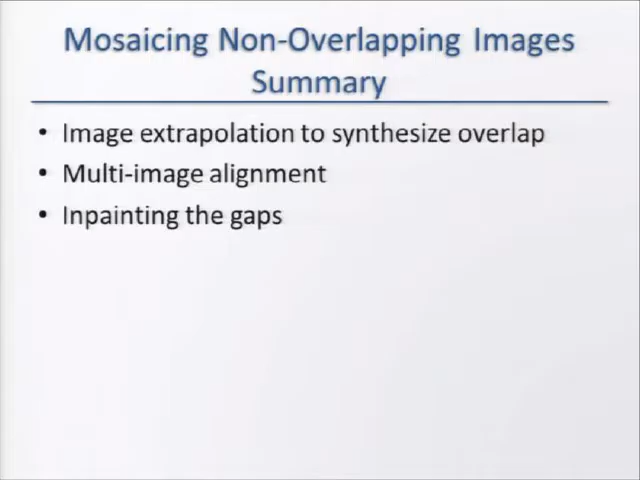 Mosaicing Non-Overlapping Images
Summary
• Image extrapolation to synthesize overlap
• Multi-image alignment
• Inpainting the gaps